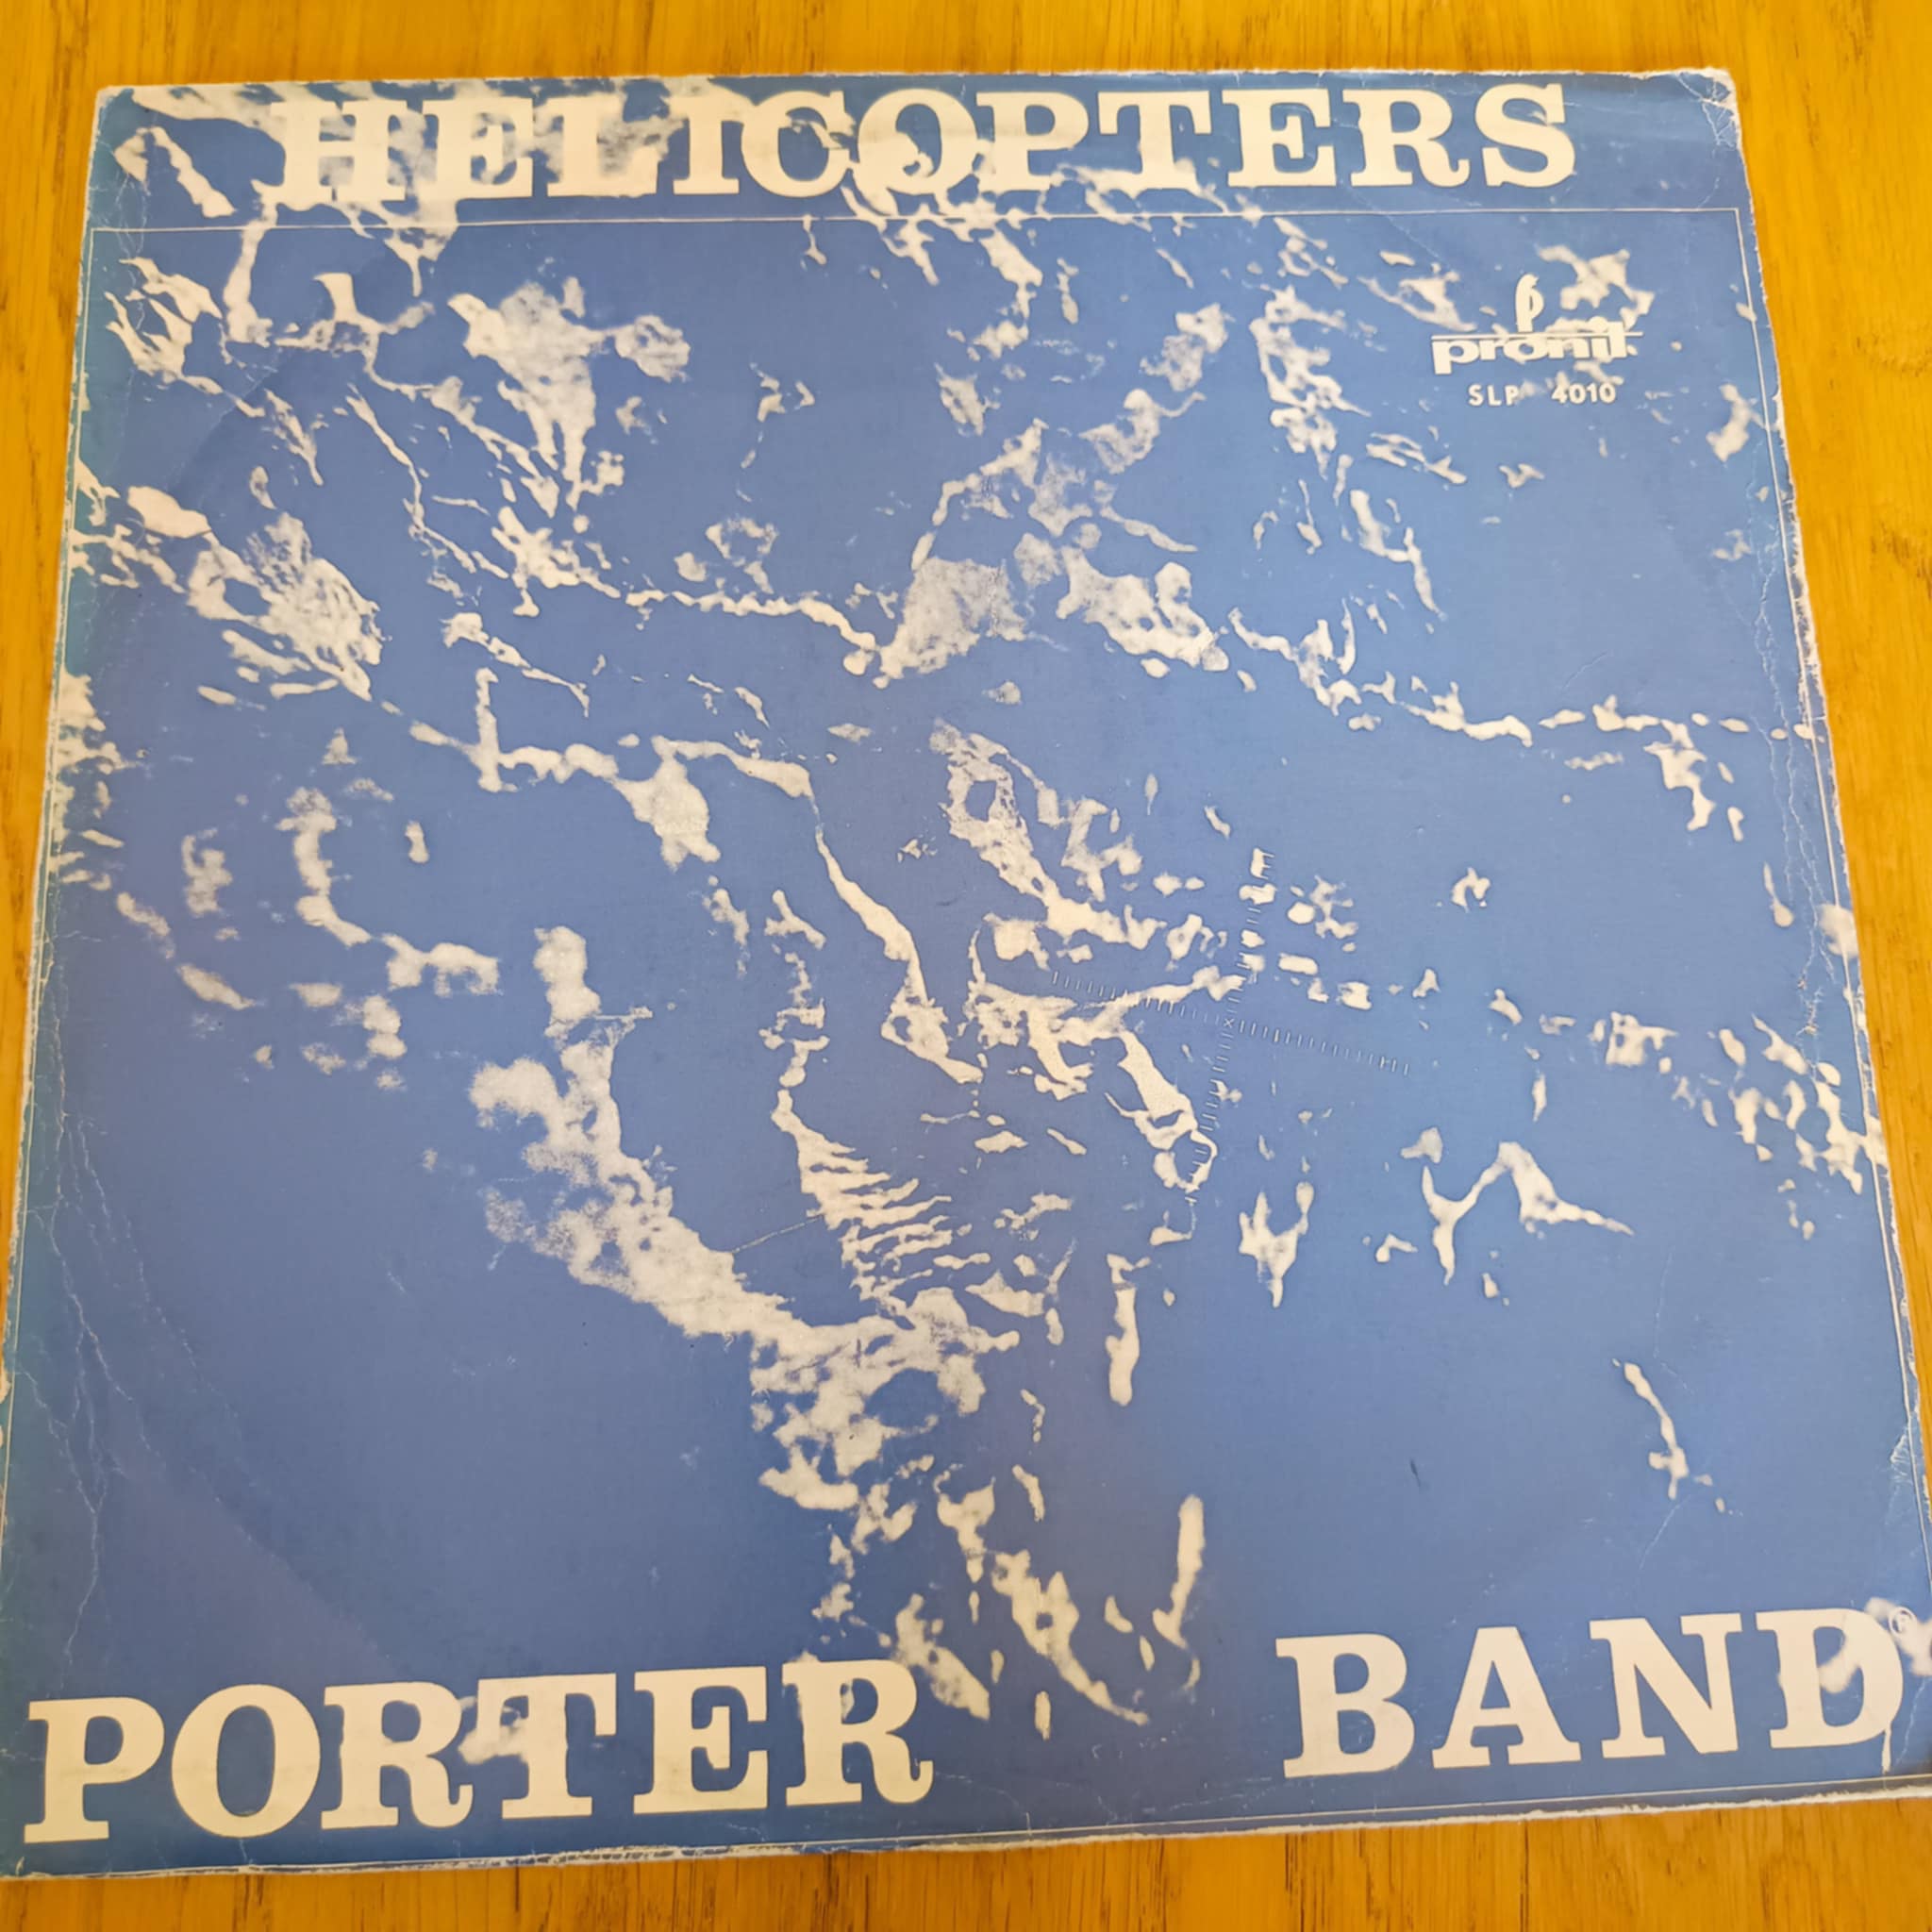 HELICOPTERS
pronit
SLP 4010
PORTER BAND®